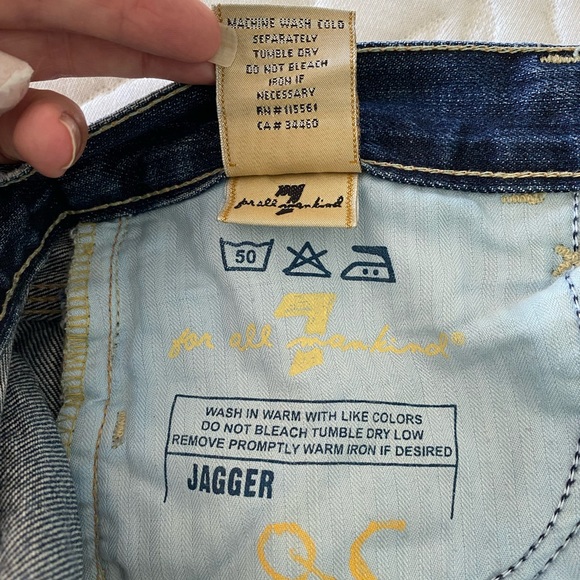 MACHINE WASH COLD
SEPARATELY
TUMBLE DRY
DO NOT BLEACH
IRON IF
NECESSARY
RN# 115561
CA# 34460
7
for all mankind
50
7
for all mankind®
WASH IN WARM WITH LIKE COLORS
DO NOT BLEACH TUMBLE DRY LOW
REMOVE PROMPTLY WARM IRON IF DESIRED
JAGGER